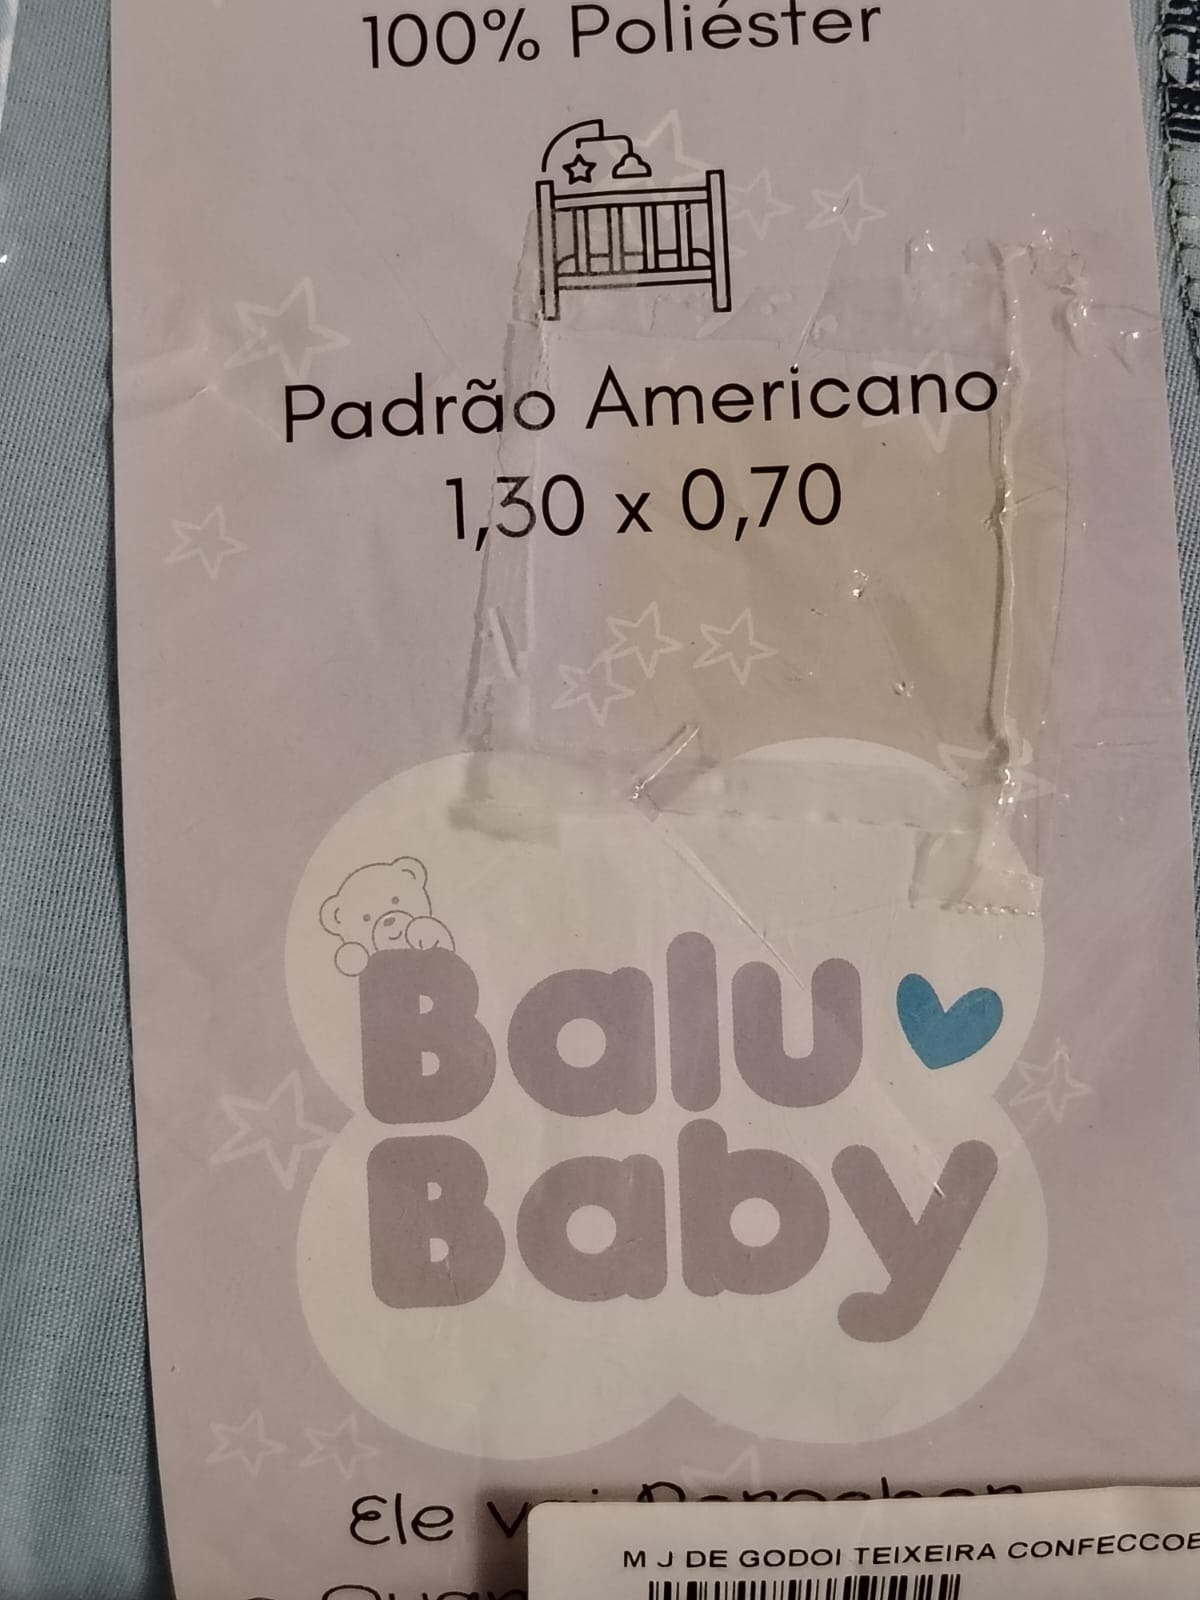 100% Poliéster
Padrão Americano
1,30 x 0,70
Balu
Baby
Ele
M J DE GODOI TEIXEIRA CONFECCOE